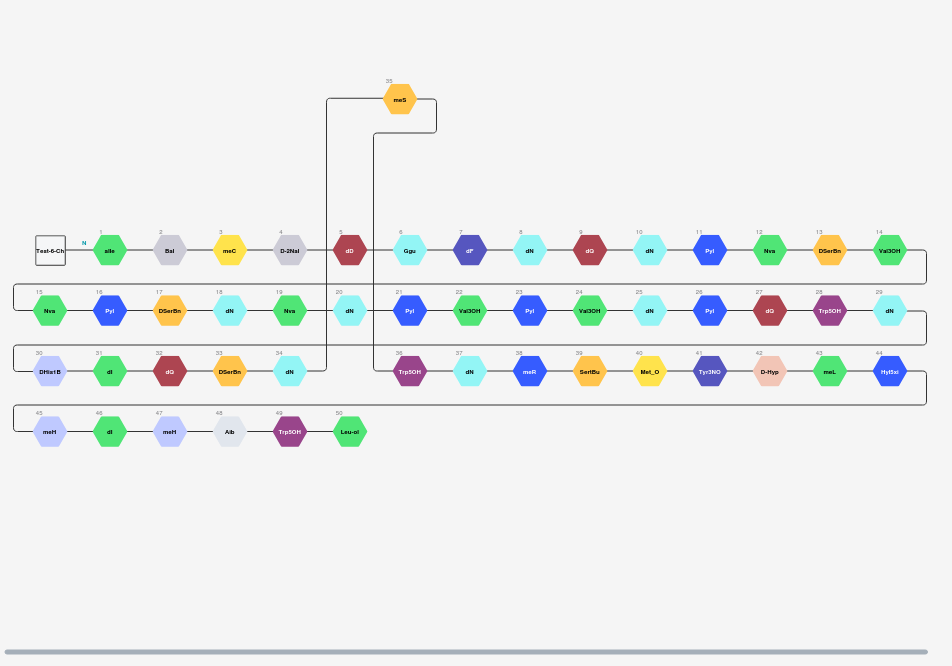 35
meS
1 2 3 4 5 6 7 8 9 10 11 12 13 14
Test-6-Ch N aIle Bal meC D-2Nal dD Ggu dF dN dQ dN Pyl Nva DSerBn Val3OH
15 16 17 18 19 20 21 22 23 24 25 26 27 28 29
Nva Pyl DSerBn dN Nva dN Pyl Val3OH Pyl Val3OH dN Pyl dQ Trp5OH dN
30 31 32 33 34 36 37 38 39 40 41 42 43 44
dI dQ DSerBn dN Trp5OH dN meR SertBu Met_O Tyr3NO D-Hyp meL Hyl5xi
45 46 47 48 49 50
meH dI meH Aib Trp5OH Leu-ol